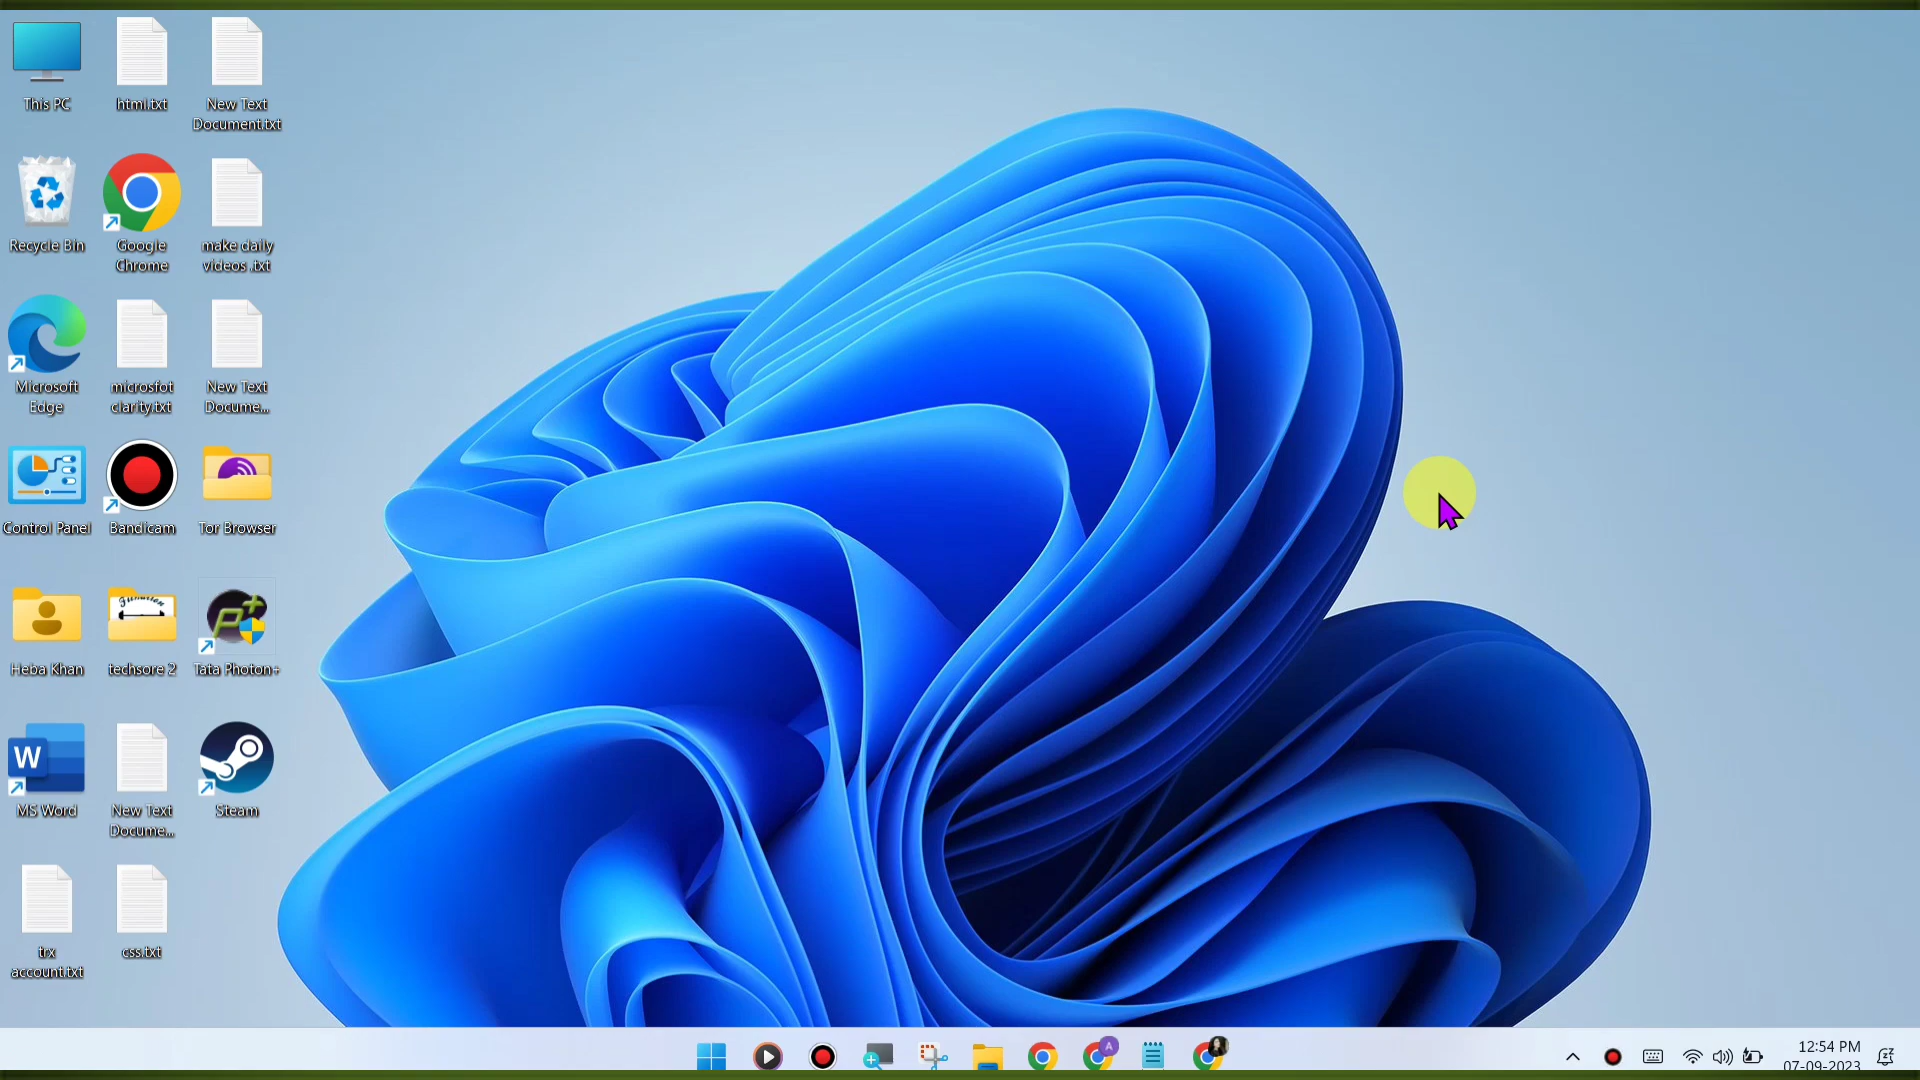 This PC
html.txt
New Text
Document.txt
Recycle Bin
Google
Chrome
make daily
videos .txt
Microsoft
Edge
microsfot
clarity.txt
New Text
Docume...
Control Panel
Bandicam
Tor Browser
Heba Khan
techsore 2
Tata Photon+
W
MS Word
New Text
Docume...
Steam
trx
account.txt
css.txt
A
12:54 PM
07-09-2023